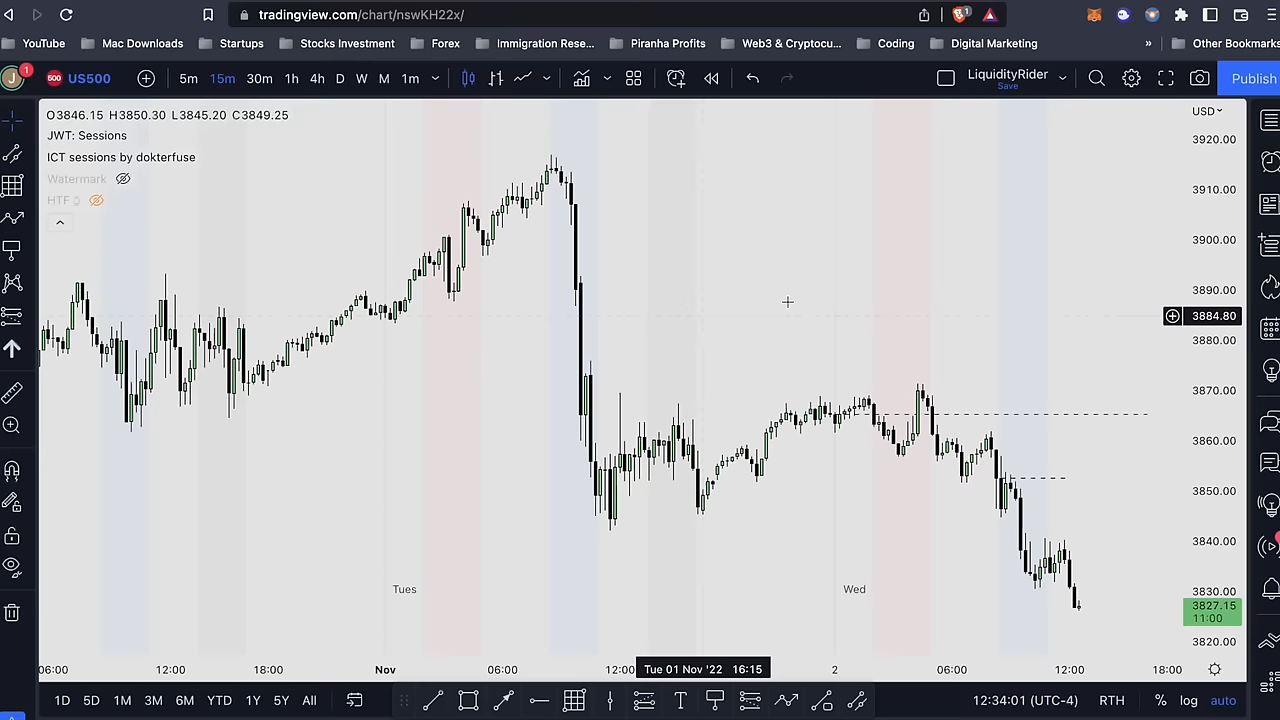 tradingview.com/chart/nswKH22x/
1
YouTube Mac Downloads Startups Stocks Investment Forex Immigration Rese... Piranha Profits Web3 & Cryptocu... Coding Digital Marketing » Other Bookmarks
J 1 500 US500 5m 15m 30m 1h 4h D W M 1m LiquidityRider Save Publish
O3846.15 H3850.30 L3845.20 C3849.25
USD
JWT: Sessions
ICT sessions by dokterfuse
Watermark
HTF
3920.00
3910.00
3900.00
3890.00
3884.80
3880.00
3870.00
3860.00
3850.00
3840.00
3830.00
3827.15
11:00
3820.00
Tues Wed
06:00 12:00 18:00 Nov 06:00 12:00 Tue 01 Nov '22 16:15 2 06:00 12:00 18:00
1D 5D 1M 3M 6M YTD 1Y 5Y All T 12:34:01 (UTC-4) RTH % log auto